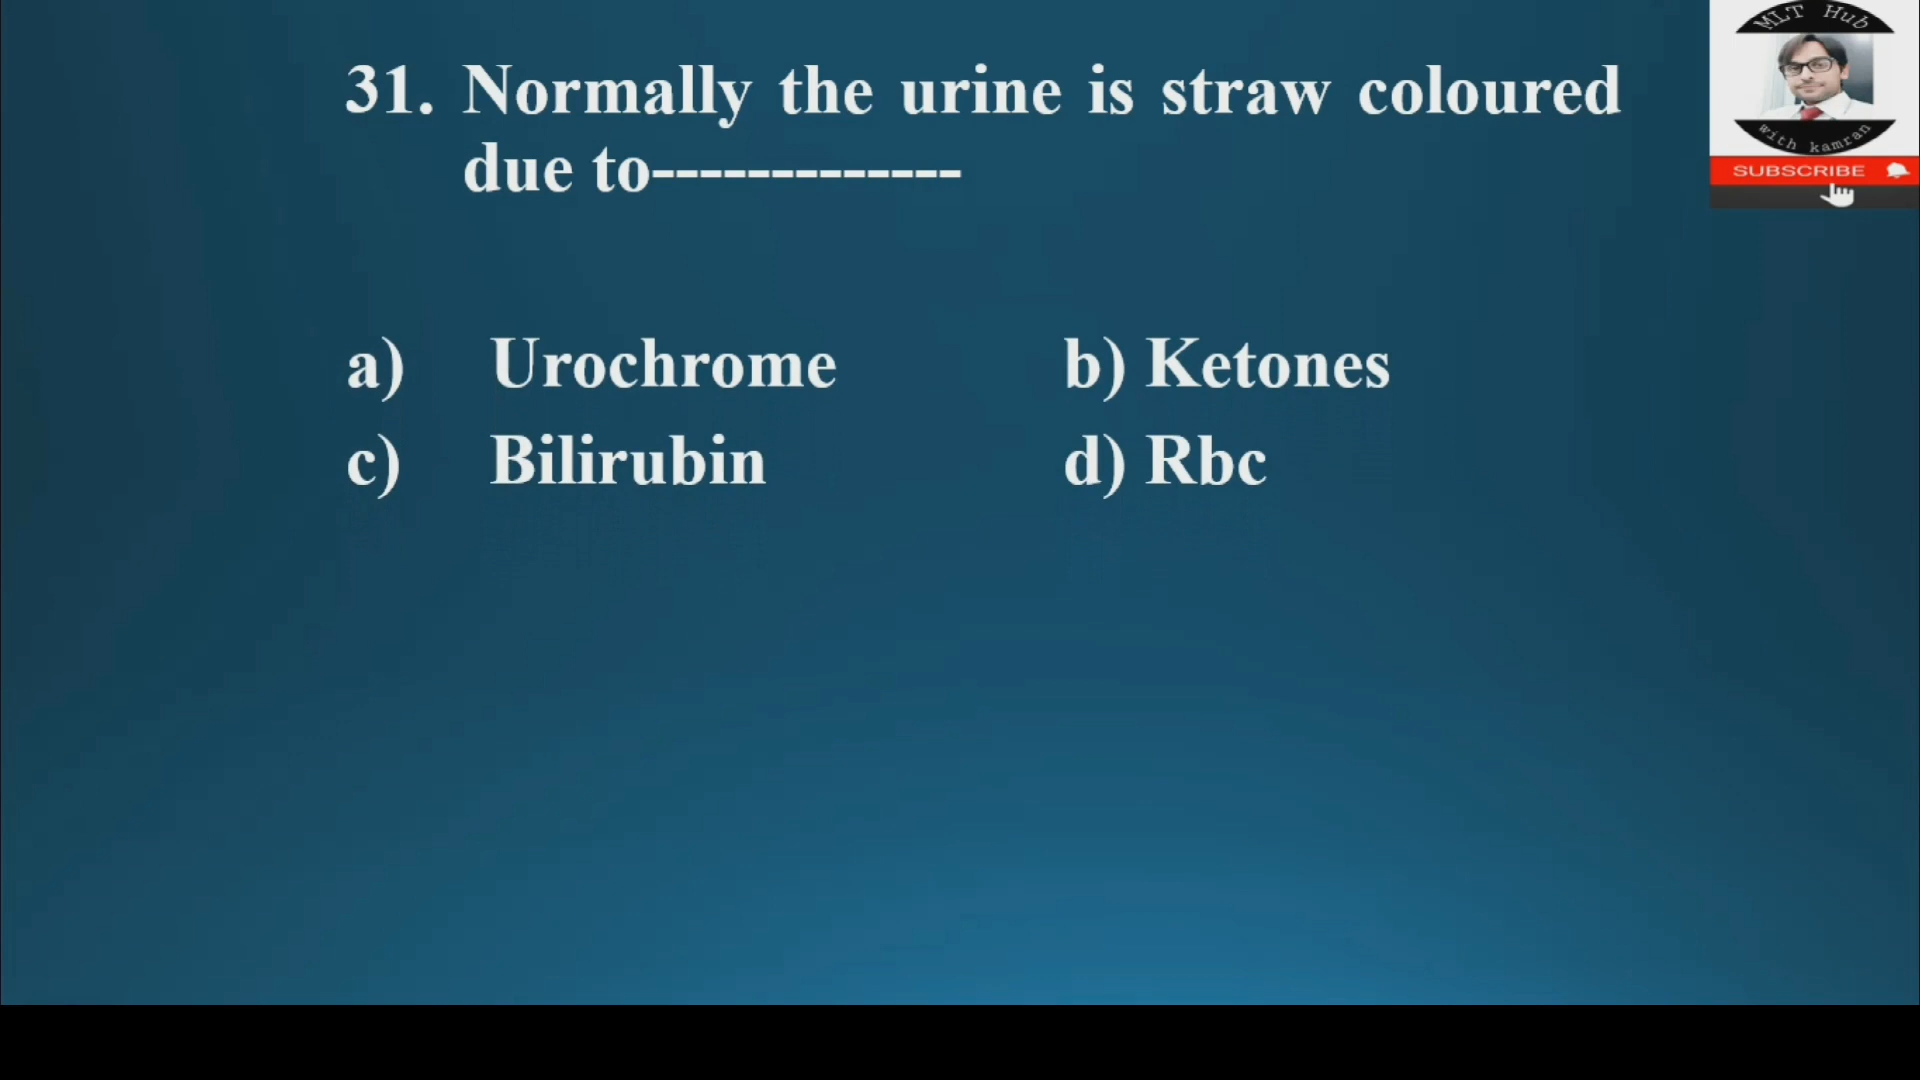 31. Normally the urine is straw coloured
due to-------------
a) Urochrome b) Ketones
c) Bilirubin d) Rbc
MLT Hub
with kamran
SUBSCRIBE